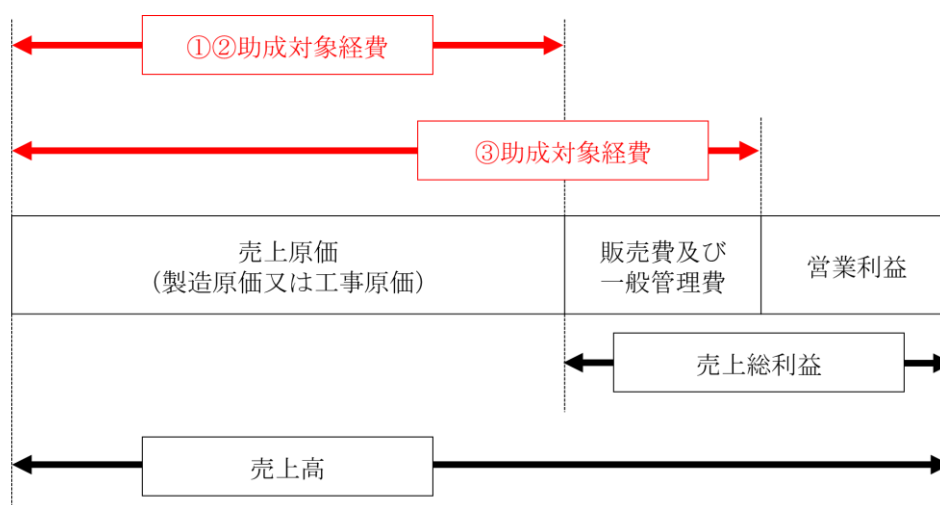 ①②助成対象経費
③助成対象経費
売上原価
(製造原価又は工事原価)
販売費及び
一般管理費
営業利益
売上総利益
売上高